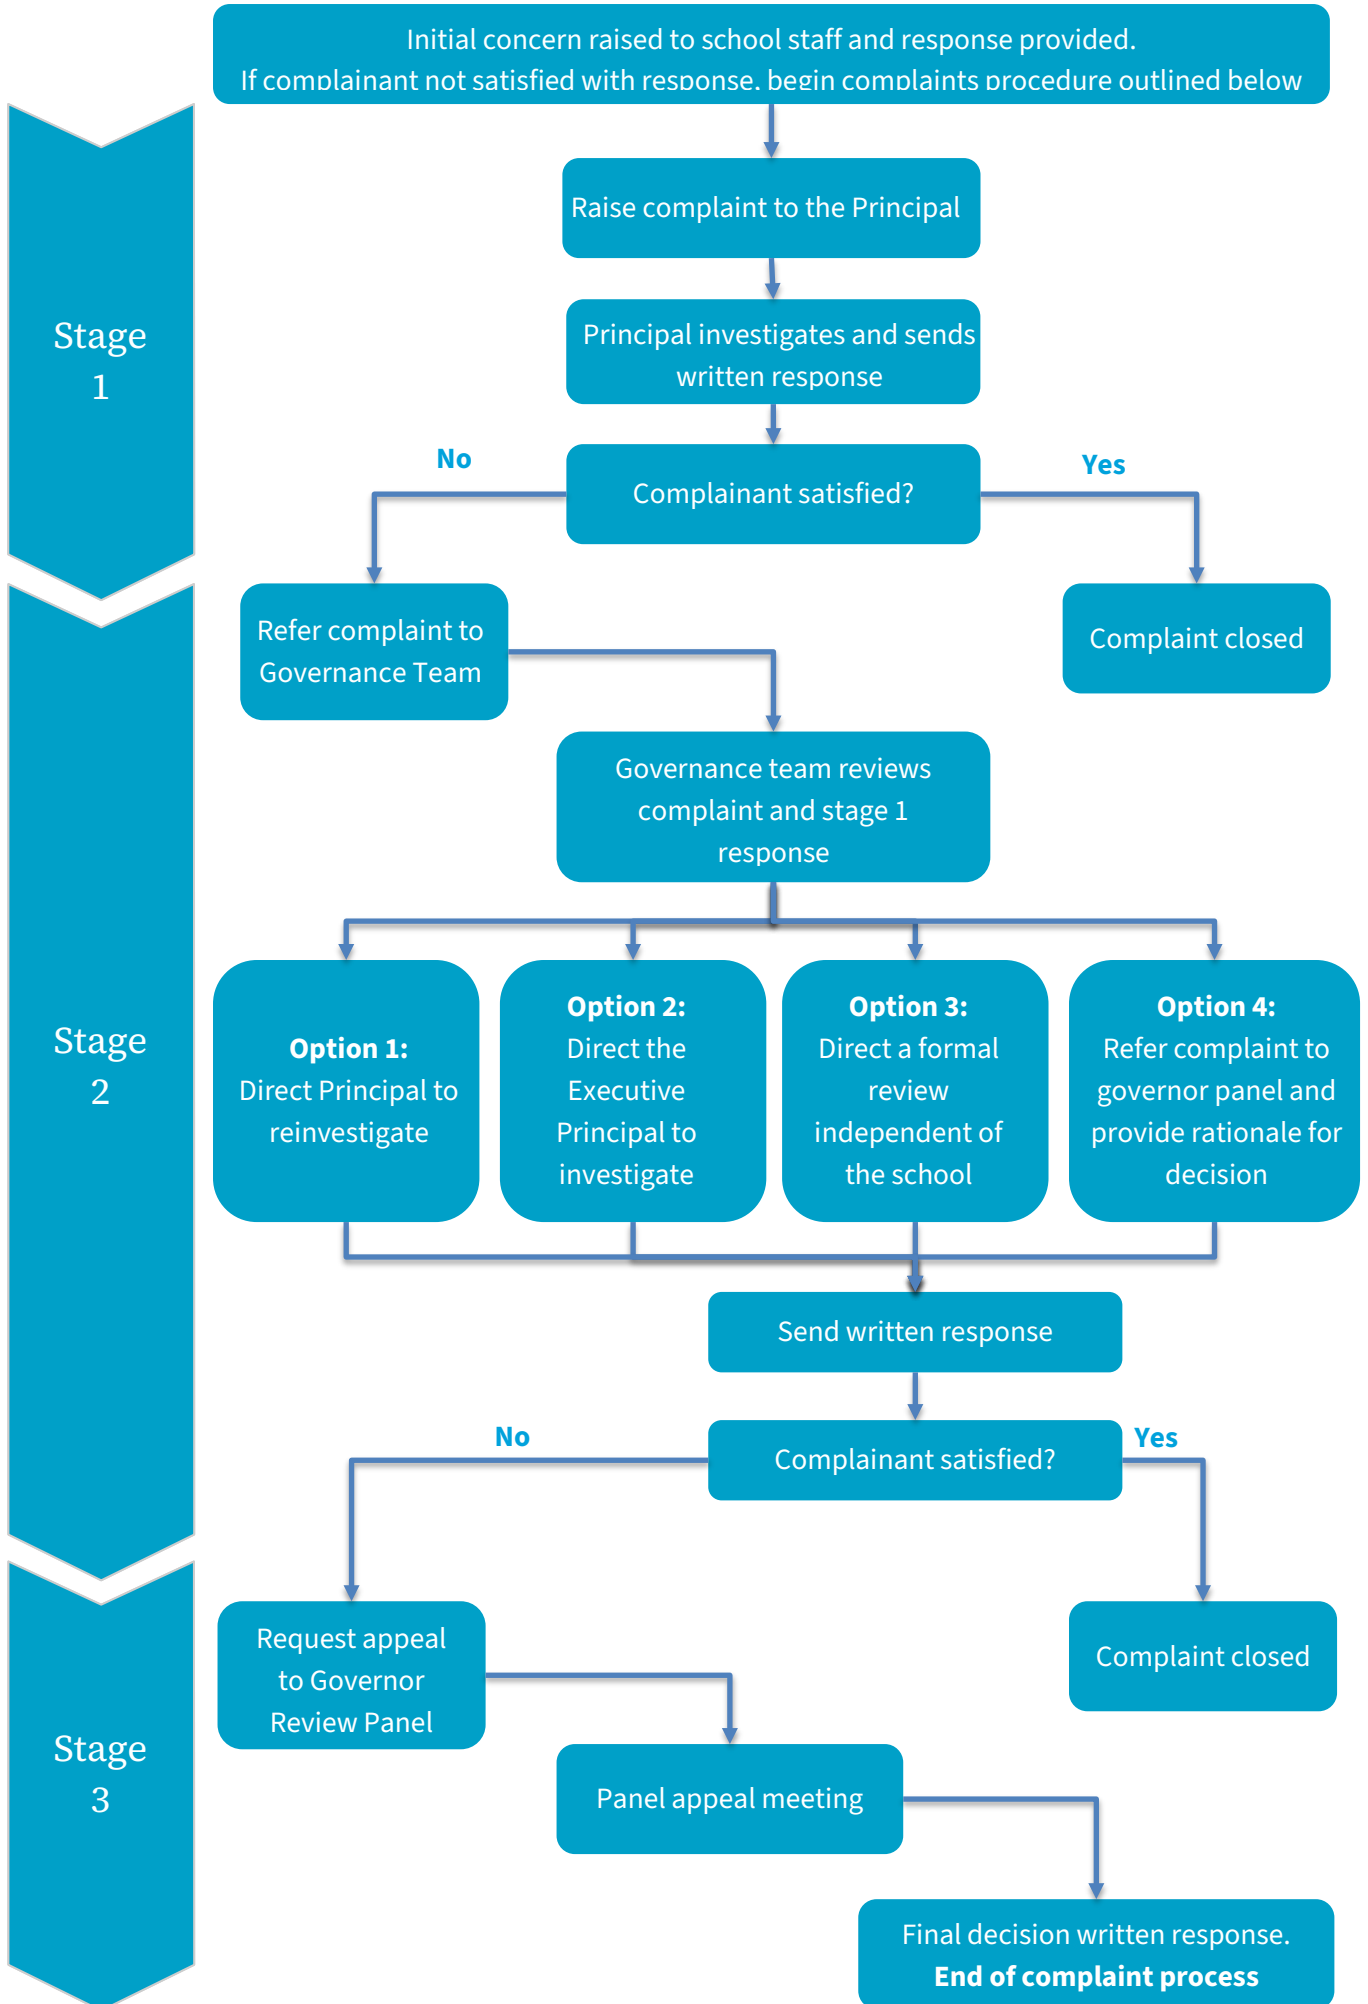 Initial concern raised to school staff and response provided.
If complainant not satisfied with response, begin complaints procedure outlined below
Stage
1
Raise complaint to the Principal
Principal investigates and sends
written response
No
Complainant satisfied?
Yes
Stage
2
Refer complaint to
Governance Team
Complaint closed
Governance team reviews
complaint and stage 1
response
Option 1:
Direct Principal to
reinvestigate
Option 2:
Direct the
Executive
Principal to
investigate
Option 3:
Direct a formal
review
independent of
the school
Option 4:
Refer complaint to
governor panel and
provide rationale for
decision
Send written response
No
Complainant satisfied?
Yes
Stage
3
Request appeal
to Governor
Review Panel
Complaint closed
Panel appeal meeting
Final decision written response.
End of complaint process